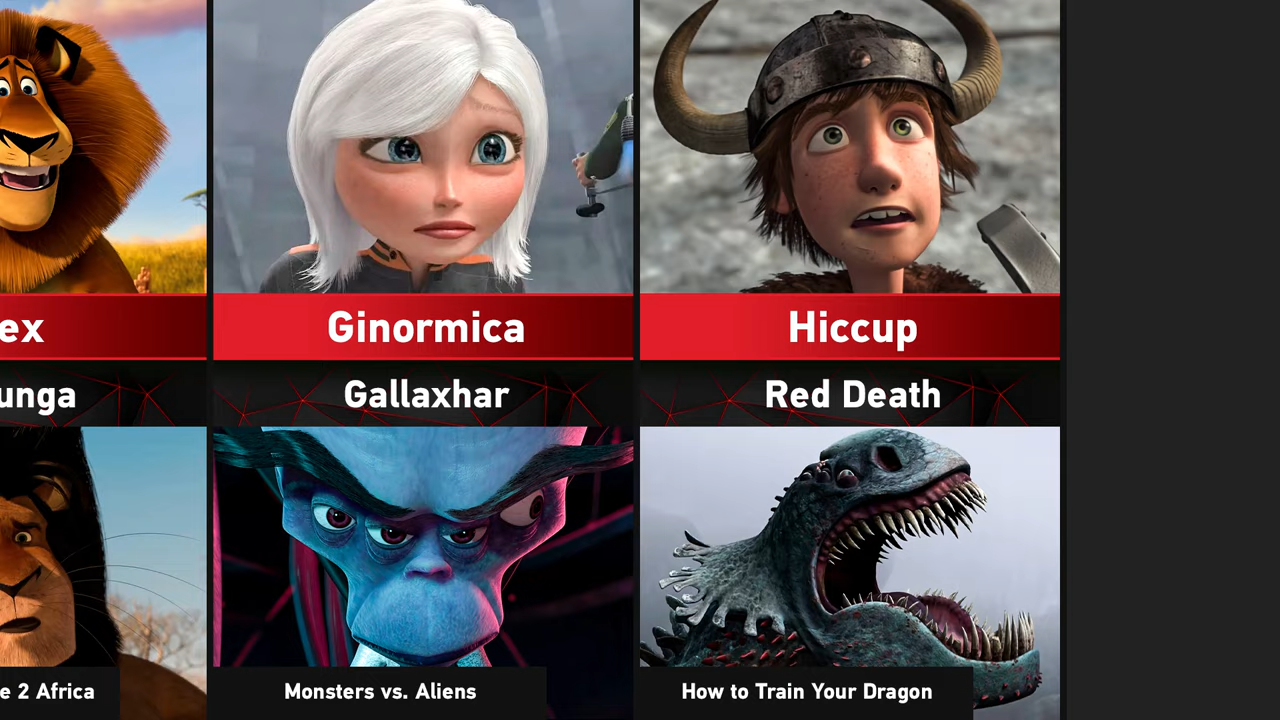 ex
Ginormica
Hiccup
unga
Gallaxhar
Red Death
e 2 Africa
Monsters vs. Aliens
How to Train Your Dragon